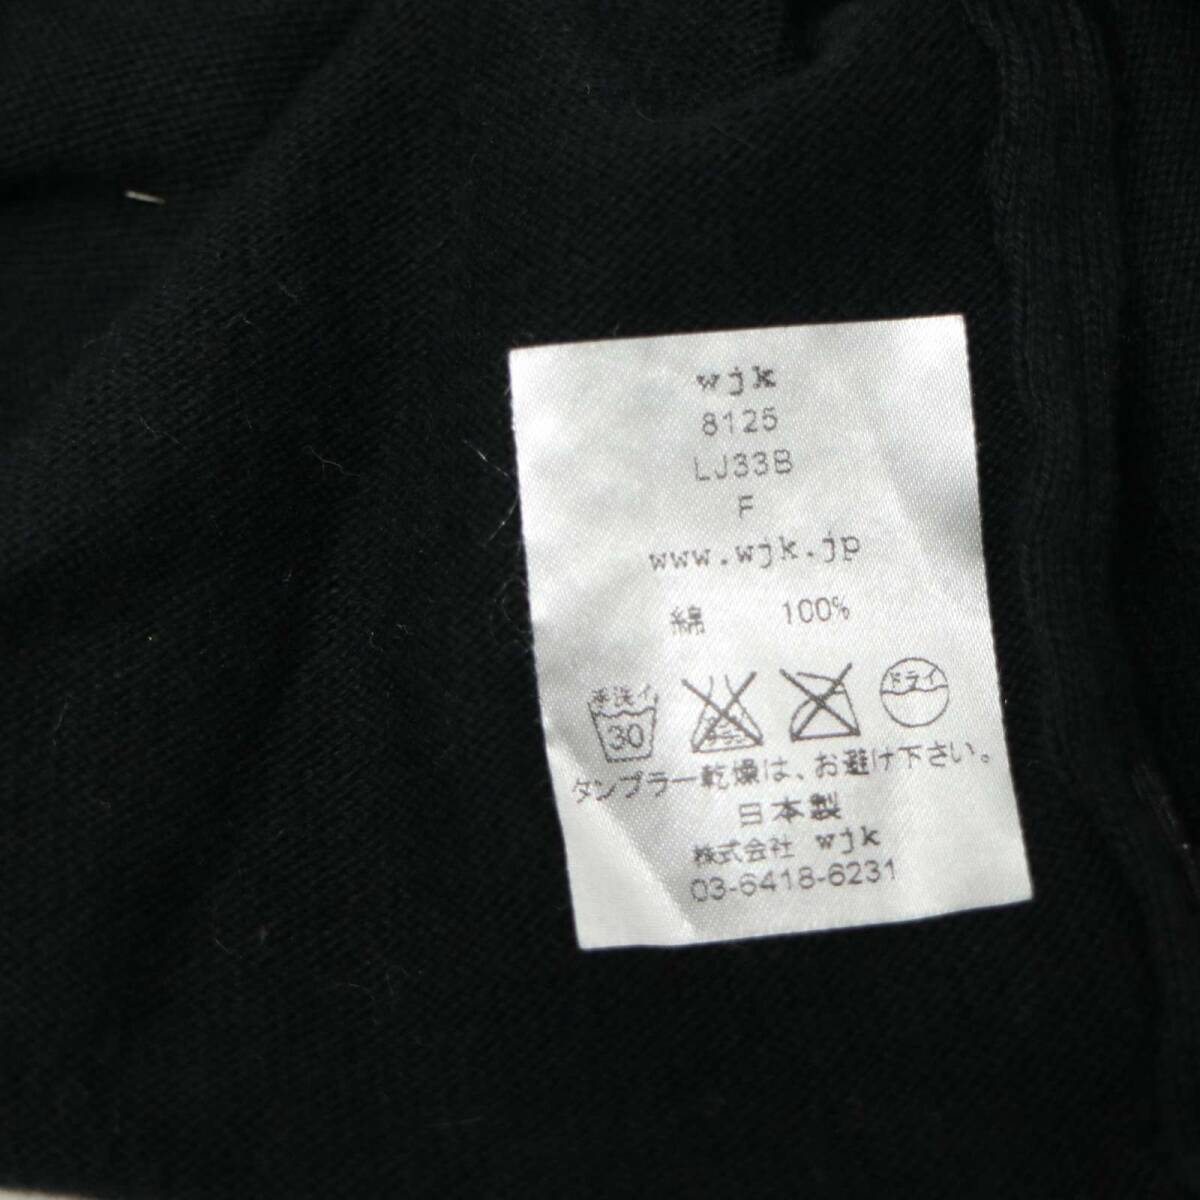 wjk
8125
LJ33B
F
www.wjk.jp
綿 100%
手洗イ 30 ドライ
タンブラー乾燥は、お避け下さい。
日本製
株式会社 wjk
03-6418-6231